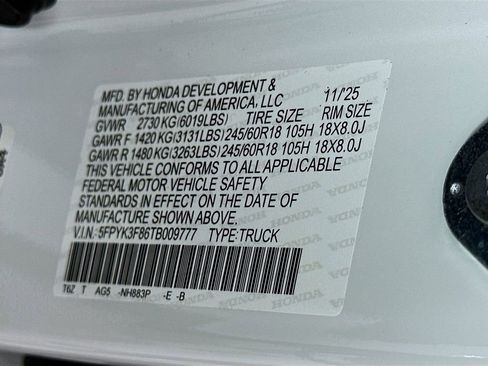 MFD. BY HONDA DEVELOPMENT & 11/25
MANUFACTURING OF AMERICA, LLC
GVWR 2730 KG (6019LBS) TIRE SIZE RIM SIZE
GAWR F 1420 KG (3131LBS) 245/60R18 105H 18X8.0J
GAWR R 1480 KG (3263LBS) 245/60R18 105H 18X8.0J
THIS VEHICLE CONFORMS TO ALL APPLICABLE
FEDERAL MOTOR VEHICLE SAFETY
STANDARDS IN EFFECT ON THE DATE OF
MANUFACTURE SHOWN ABOVE.
V.I.N.: 5FPYK3F86TB009777 TYPE:TRUCK
T6Z T AG5 -NH883P -E -B
HONDA HONDA HONDA